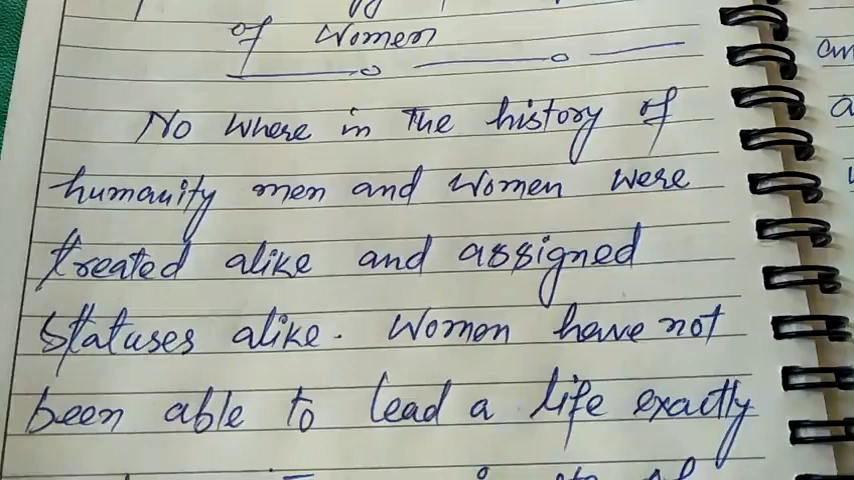 of Women
No where in the history of
humanity men and women were
treated alike and assigned
statuses alike. Women have not
been able to lead a life exactly